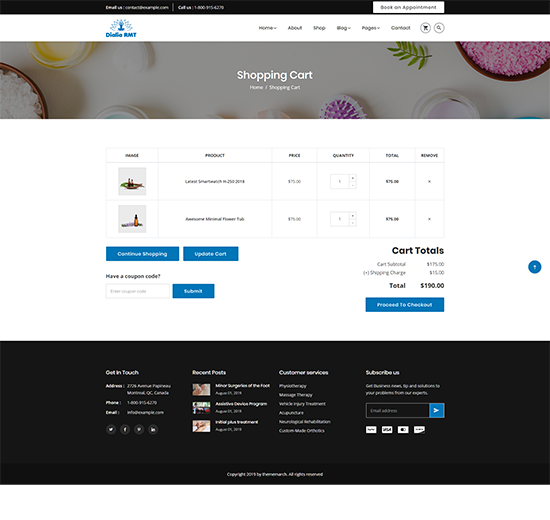 Email us : contact@example.com
Call us : 1-800-915-6270
Book an Appointment
Dialia RMT
Home
About
Shop
Blog
Pages
Contact
Shopping Cart
Home / Shopping Cart
IMAGE
PRODUCT
PRICE
QUANTITY
TOTAL
REMOVE
Latest Smartwatch H-250 2018
$75.00
1
+
-
$75.00
×
Awesome Minimal Flower Tub
$75.00
1
+
-
$75.00
×
Continue Shopping
Update Cart
Have a coupon code?
Enter coupon code
Submit
Cart Totals
Cart Subtotal $175.00
(+) Shipping Charge $15.00
Total $190.00
Proceed To Checkout
Get In Touch
Address : 2726 Avenue Papineau
Montreal, QC, Canada
Phone : 1-800-915-6270
Email : info@example.com
Recent Posts
Minor Surgeries of the Foot
August 01, 2019
Assistive Device Program
August 01, 2019
Initial plus treatment
August 01, 2019
Customer services
Physiotherapy
Massage Therapy
Vehicle Injury Treatment
Acupuncture
Neurological Rehabilitation
Custom-Made Orthotics
Subscribe us
Get Business news, tip and solutions to
your problems from our experts.
Email address
VISA
Copyright 2019 by thememarch. All rights reserved